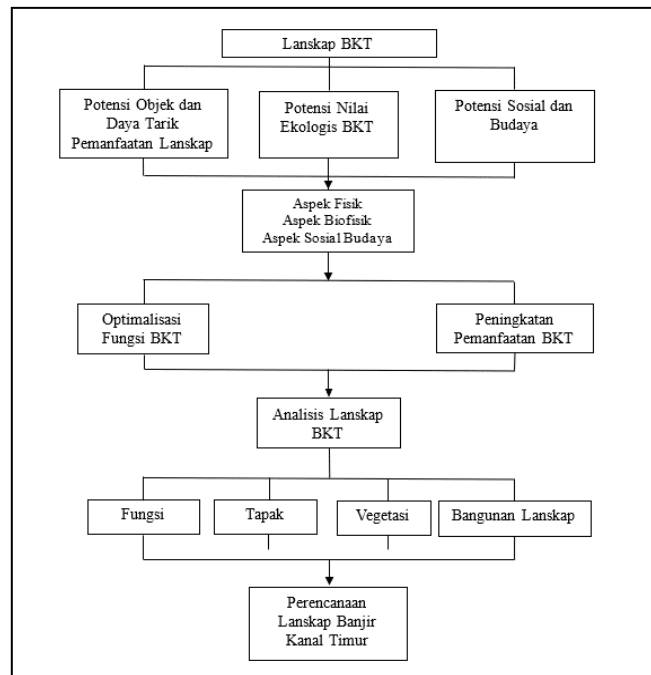 Lanskap BKT
Potensi Objek dan
Daya Tarik
Pemanfaatan Lanskap
Potensi Nilai
Ekologis BKT
Potensi Sosial dan
Budaya
Aspek Fisik
Aspek Biofisik
Aspek Sosial Budaya
Optimalisasi
Fungsi BKT
Peningkatan
Pemanfaatan BKT
Analisis Lanskap
BKT
Fungsi
Tapak
Vegetasi
Bangunan Lanskap
Perencanaan
Lanskap Banjir
Kanal Timur